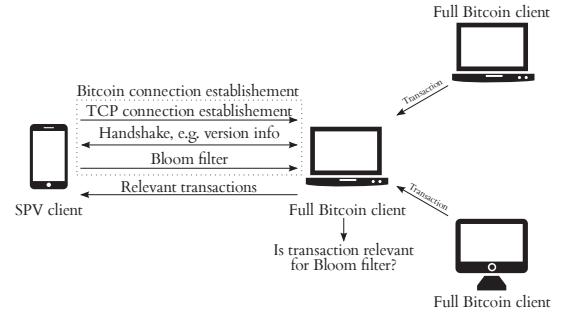 Full Bitcoin client
Transaction
Bitcoin connection establishement
TCP connection establishement
Handshake, e.g. version info
Bloom filter
Relevant transactions
SPV client
Full Bitcoin client
Transaction
Is transaction relevant
for Bloom filter?
Full Bitcoin client